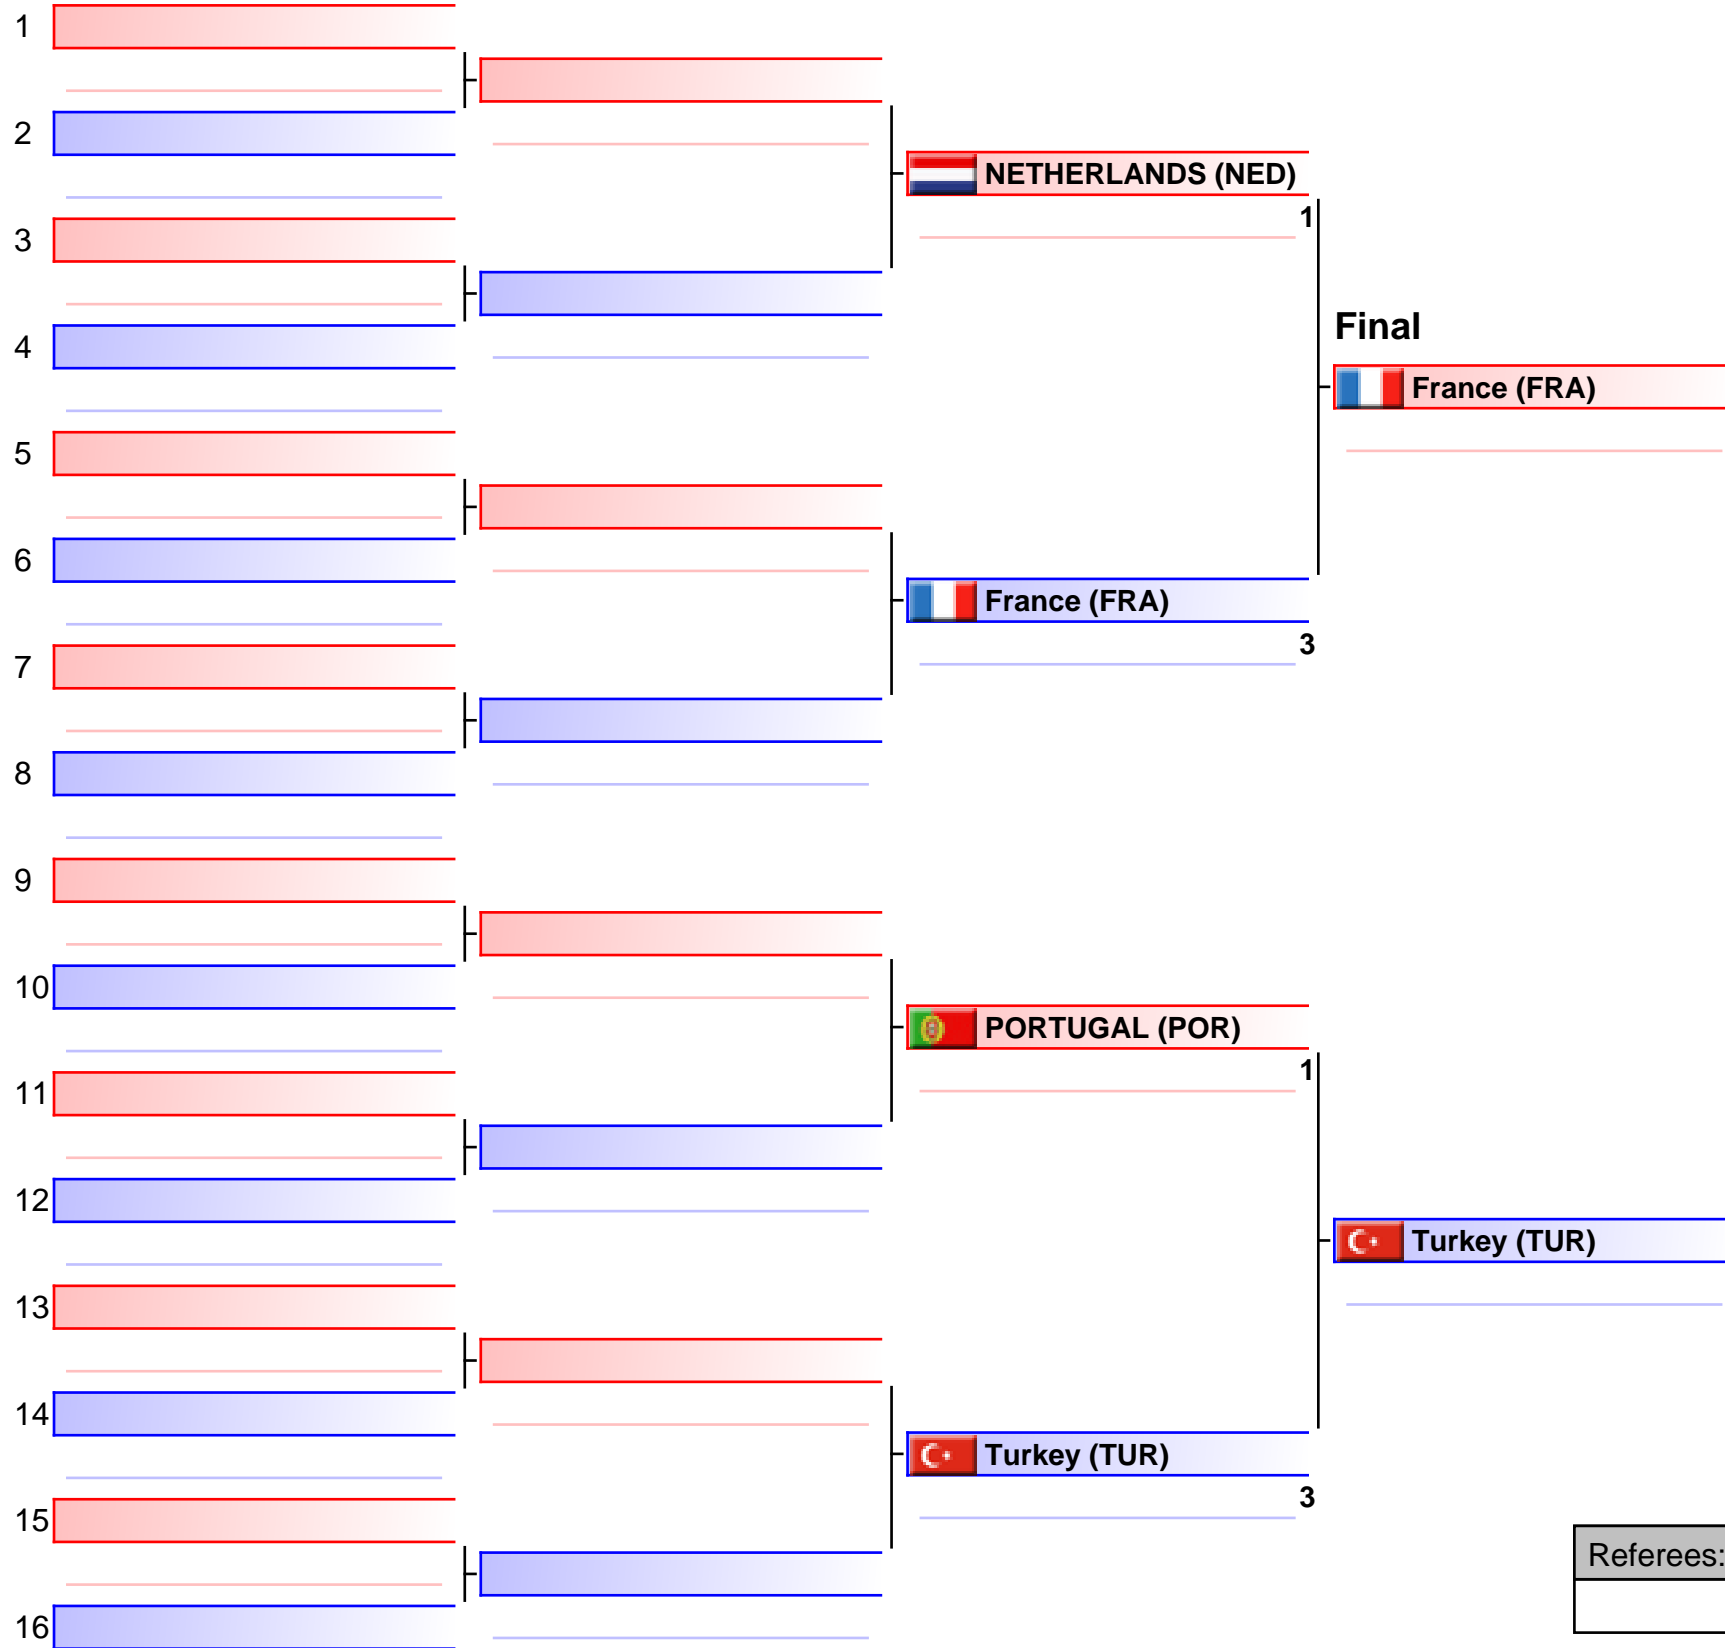 1
2
NETHERLANDS (NED)
1
3
Final
4
France (FRA)
5
6
France (FRA)
3
7
8
9
10
PORTUGAL (POR)
1
11
12
Turkey (TUR)
13
14
Turkey (TUR)
3
15
Referees:
16